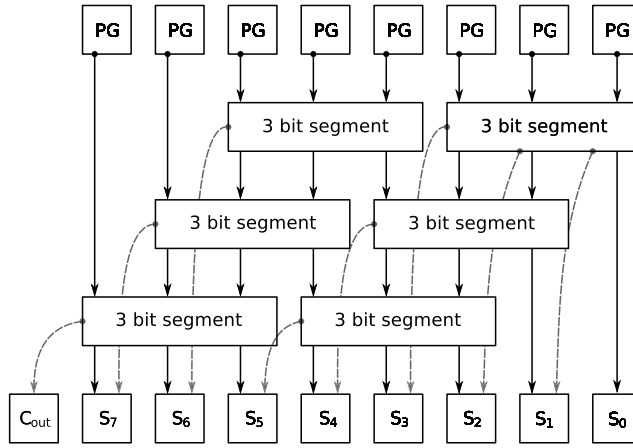 PG PG PG PG PG PG PG PG
3 bit segment 3 bit segment
3 bit segment 3 bit segment
3 bit segment 3 bit segment
Cout S7 S6 S5 S4 S3 S2 S1 S0